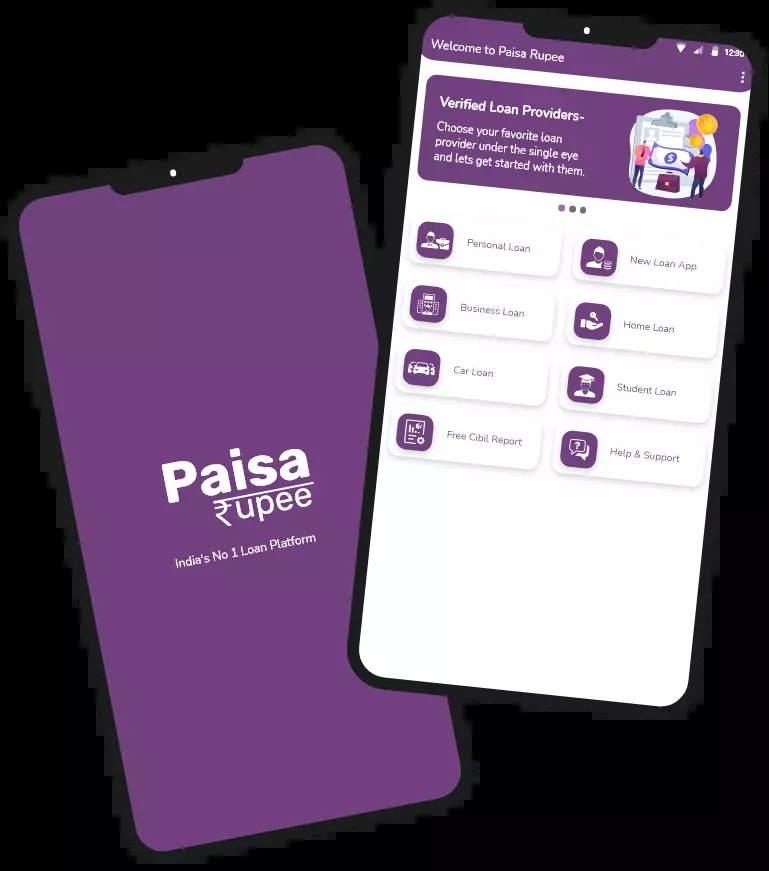 Paisa
₹upee
India's No 1 Loan Platform
Welcome to Paisa Rupee
12:30
Verified Loan Providers-
Choose your favorite loan
provider under the single eye
and lets get started with them.
Personal Loan
New Loan App
Business Loan
Home Loan
Car Loan
Student Loan
Free Cibil Report
Help & Support